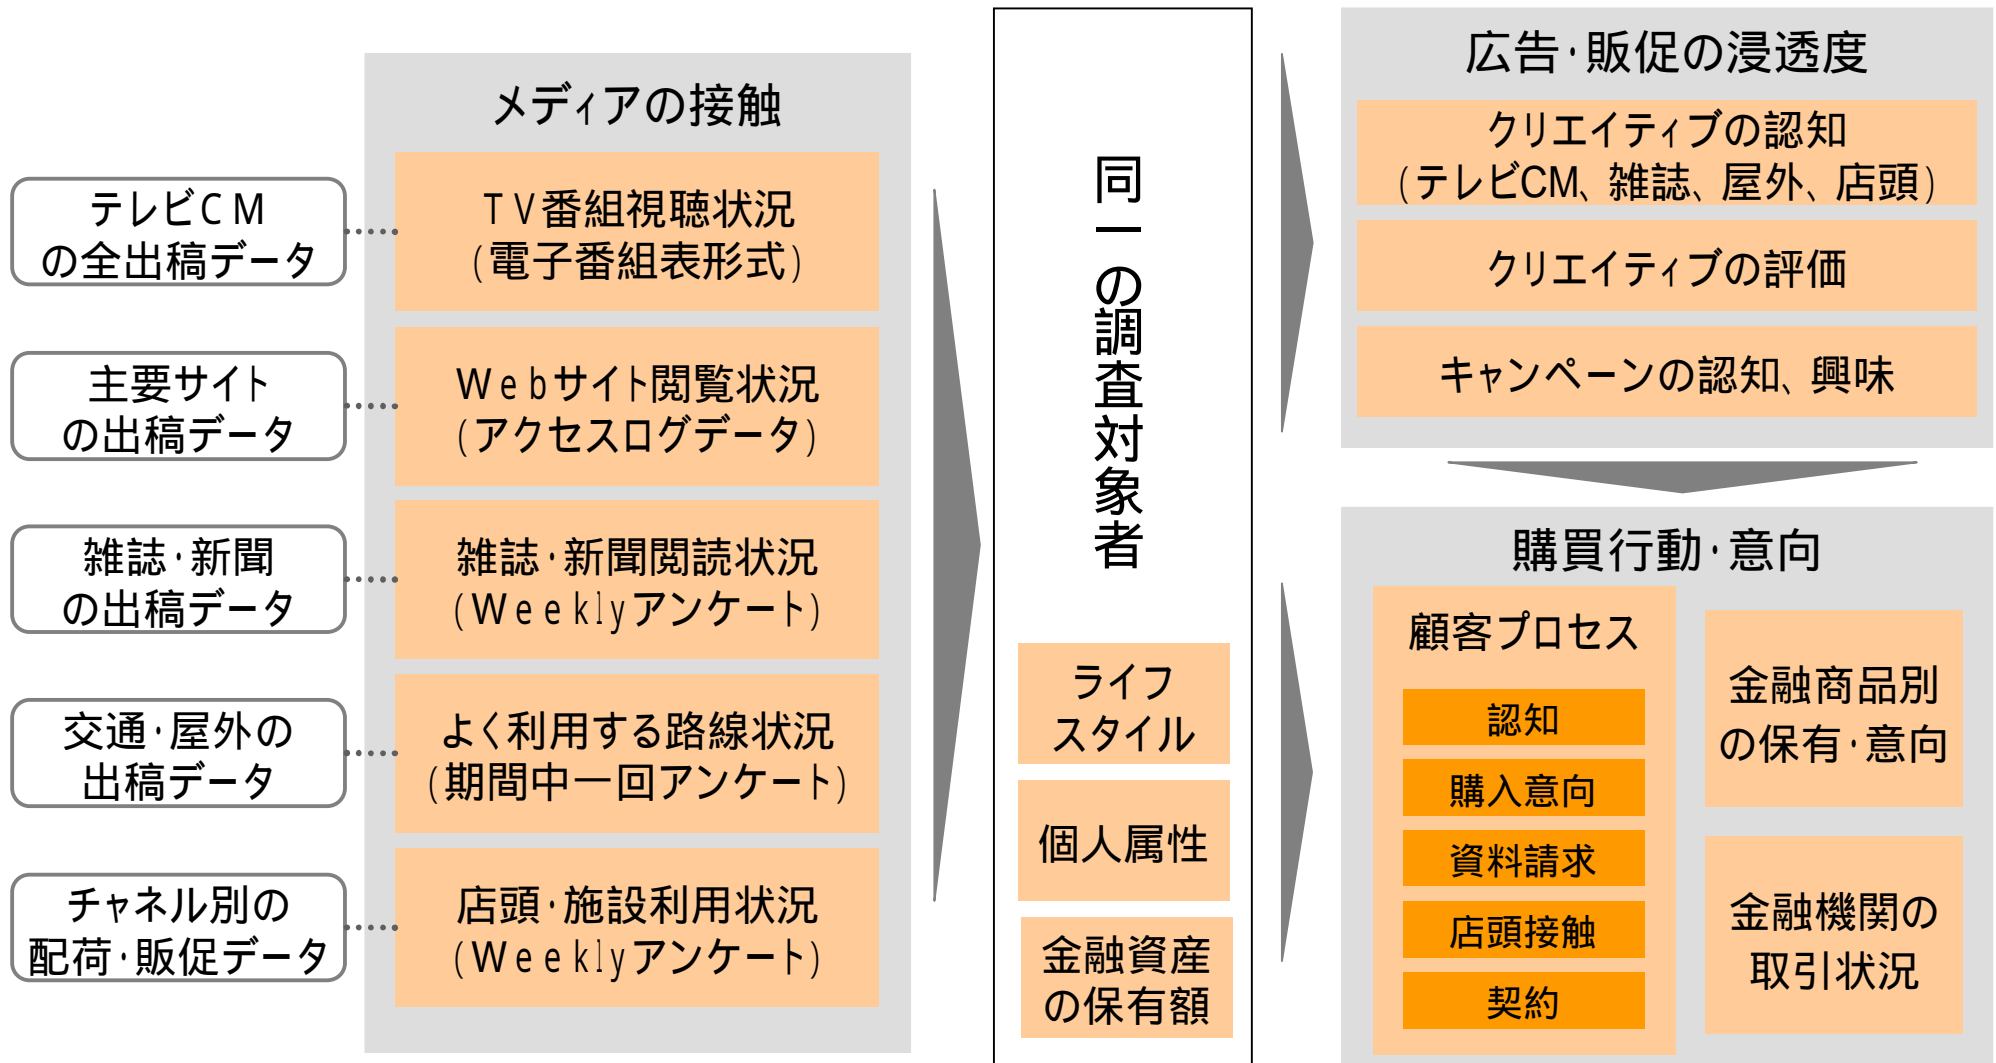 メディアの接触
テレビCM
の全出稿データ
TV番組視聴状況
(電子番組表形式)
主要サイト
の出稿データ
Webサイト閲覧状況
(アクセスログデータ)
雑誌・新聞
の出稿データ
雑誌・新聞閲読状況
(Weeklyアンケート)
交通・屋外の
出稿データ
よく利用する路線状況
(期間中一回アンケート)
チャネル別の
配荷・販促データ
店頭・施設利用状況
(Weeklyアンケート)
同一の調査対象者
ライフ
スタイル
個人属性
金融資産
の保有額
広告・販促の浸透度
クリエイティブの認知
(テレビCM、雑誌、屋外、店頭)
クリエイティブの評価
キャンペーンの認知、興味
購買行動・意向
顧客プロセス
認知
購入意向
資料請求
店頭接触
契約
金融商品別
の保有・意向
金融機関の
取引状況